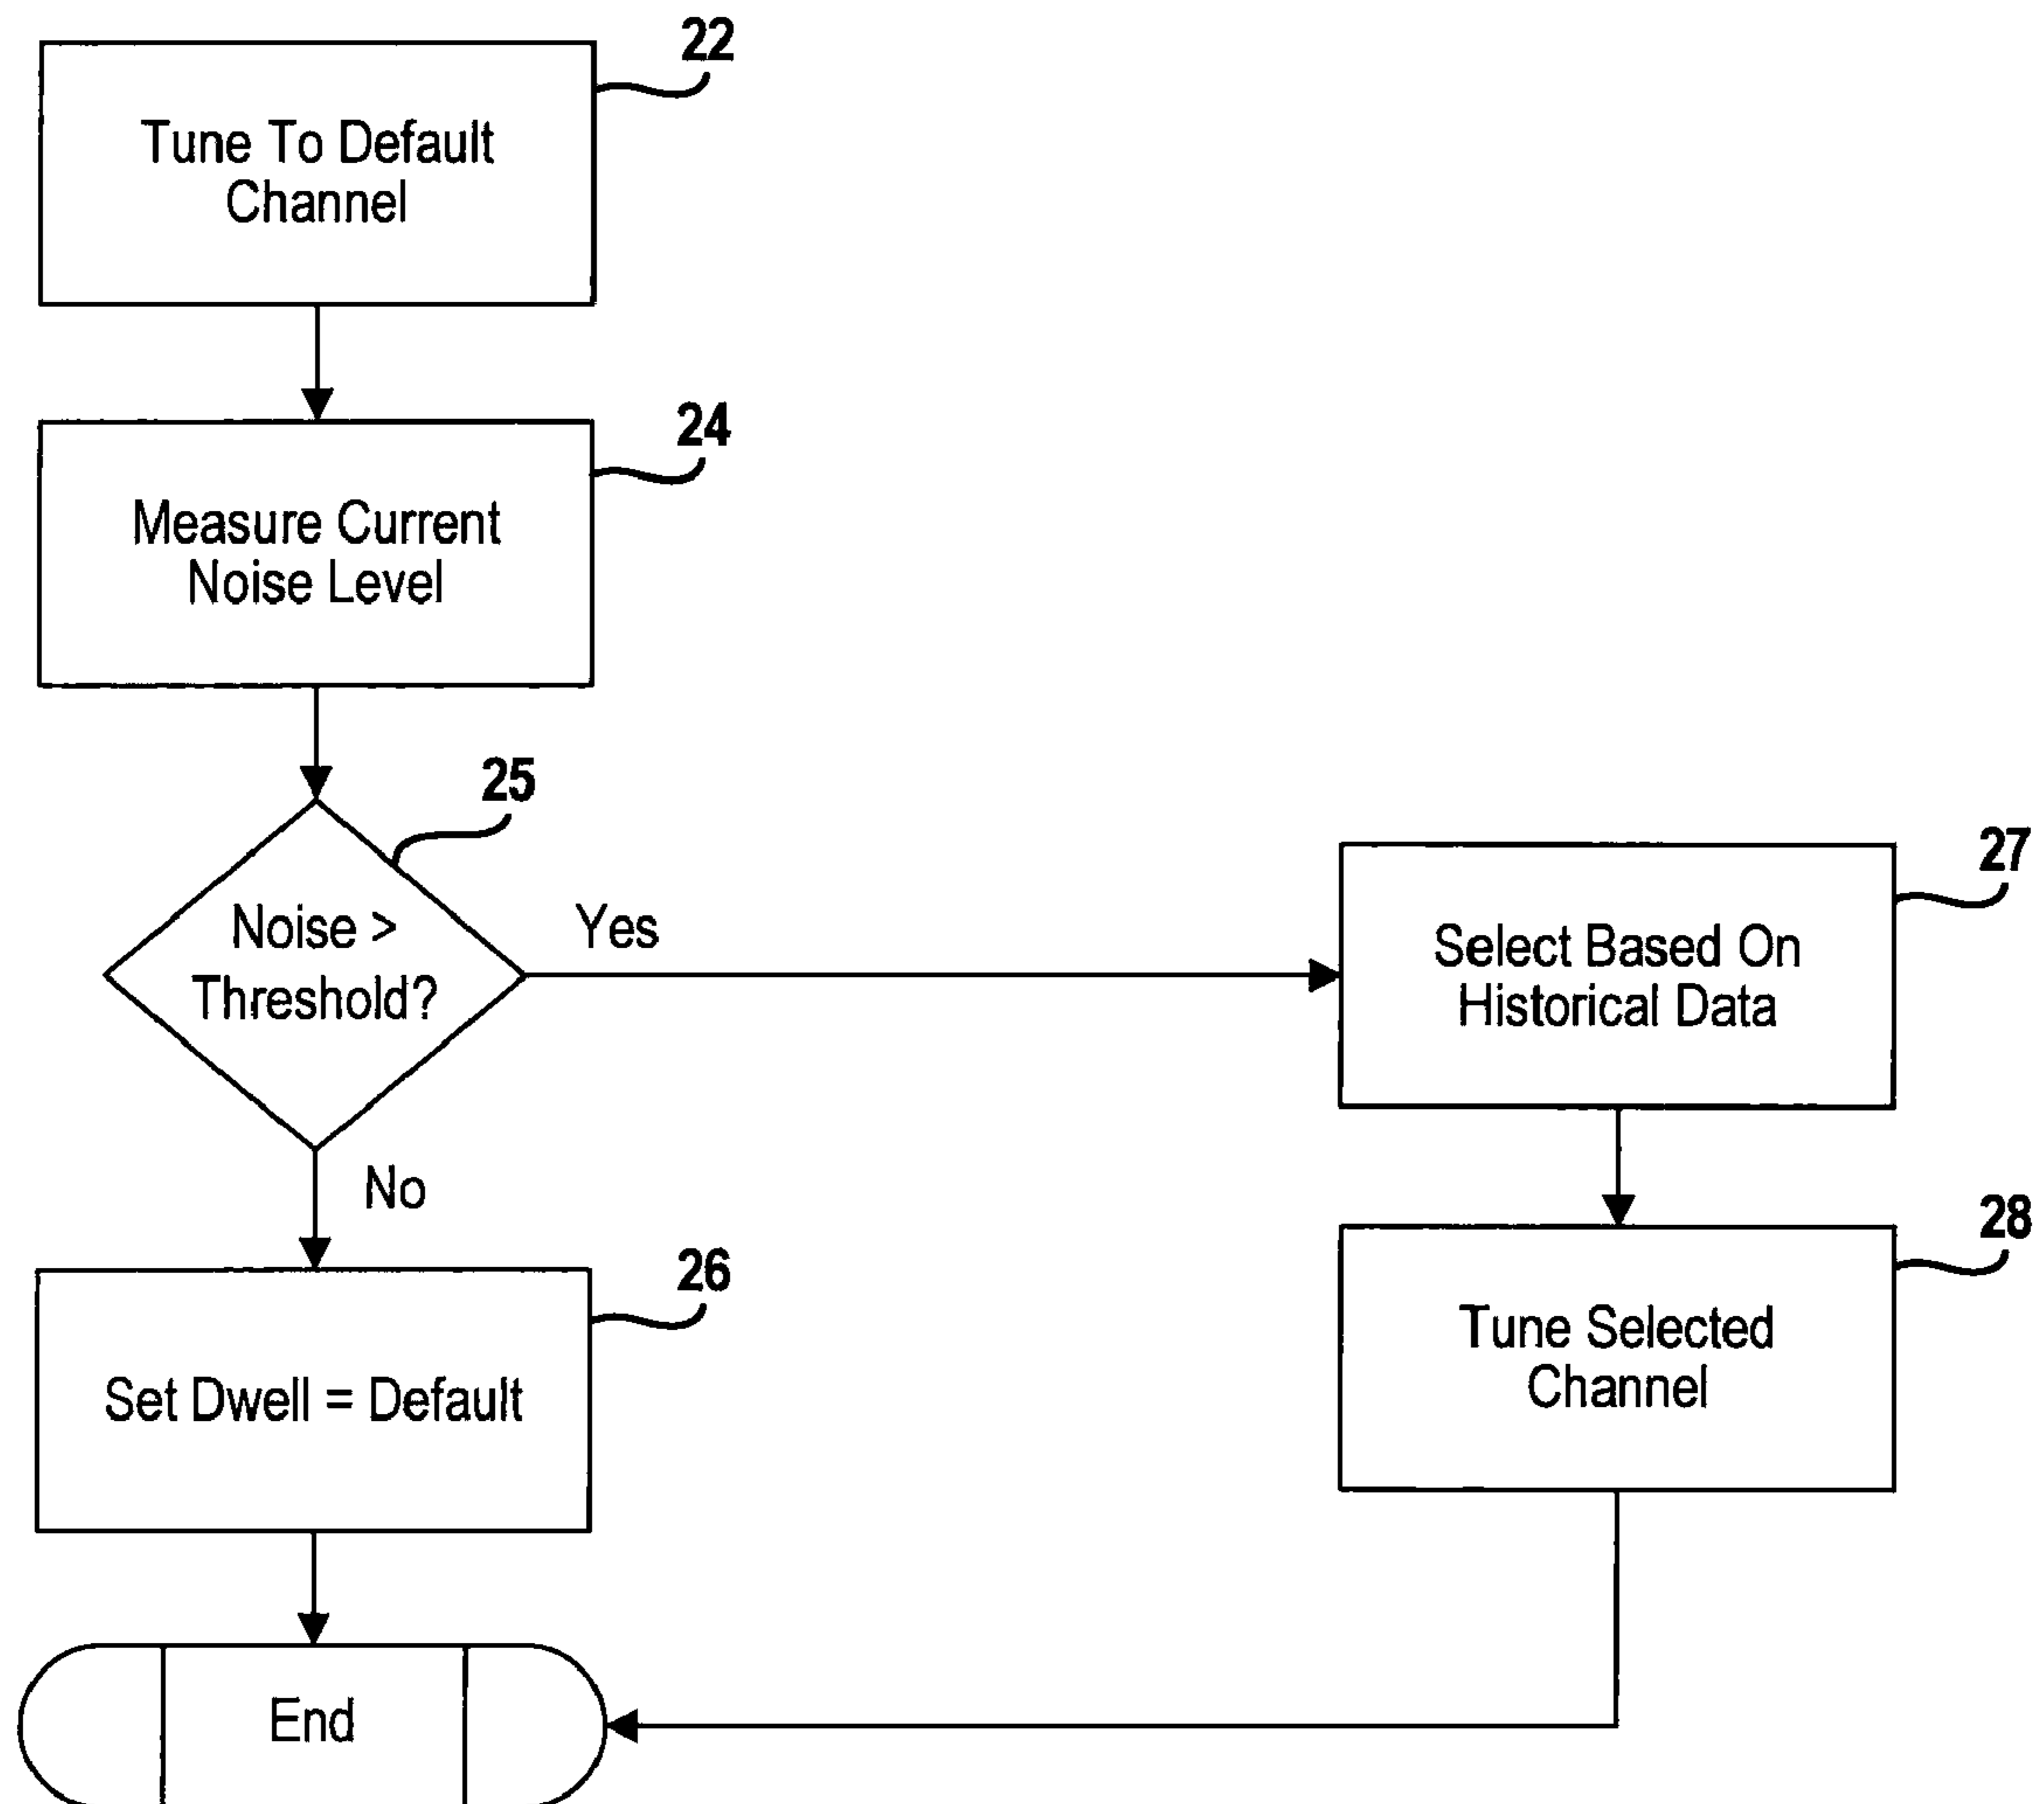 22
Tune To Default
Channel
24
Measure Current
Noise Level
25
Noise >
Threshold?
Yes
No
27
Select Based On
Historical Data
28
Tune Selected
Channel
26
Set Dwell = Default
End